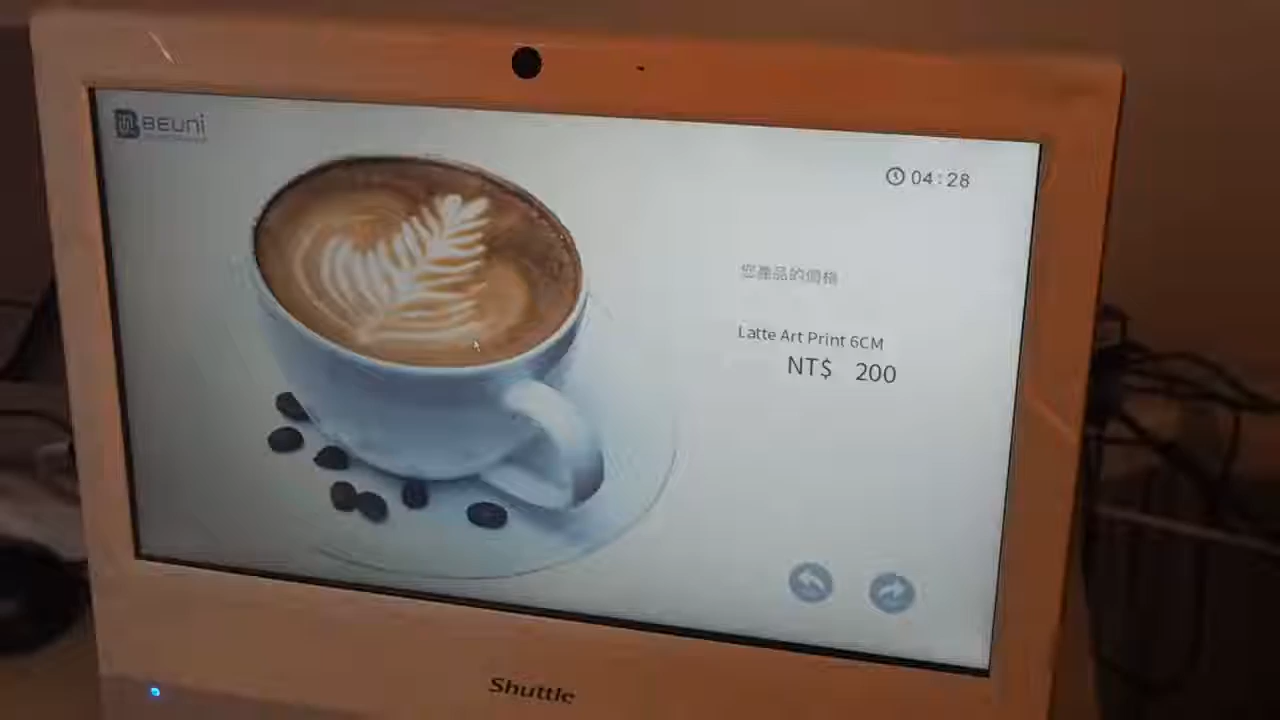 BEUni
04:28
您產品的價格
Latte Art Print 6CM
NT$ 200
Shuttle